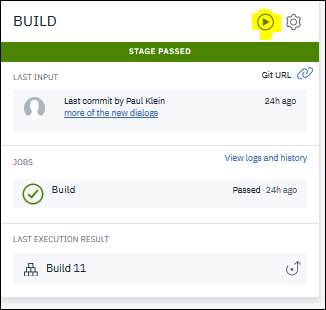 BUILD
STAGE PASSED
LAST INPUT Git URL
Last commit by Paul Klein 24h ago
more of the new dialogs
JOBS View logs and history
Build Passed 24h ago
LAST EXECUTION RESULT
Build 11